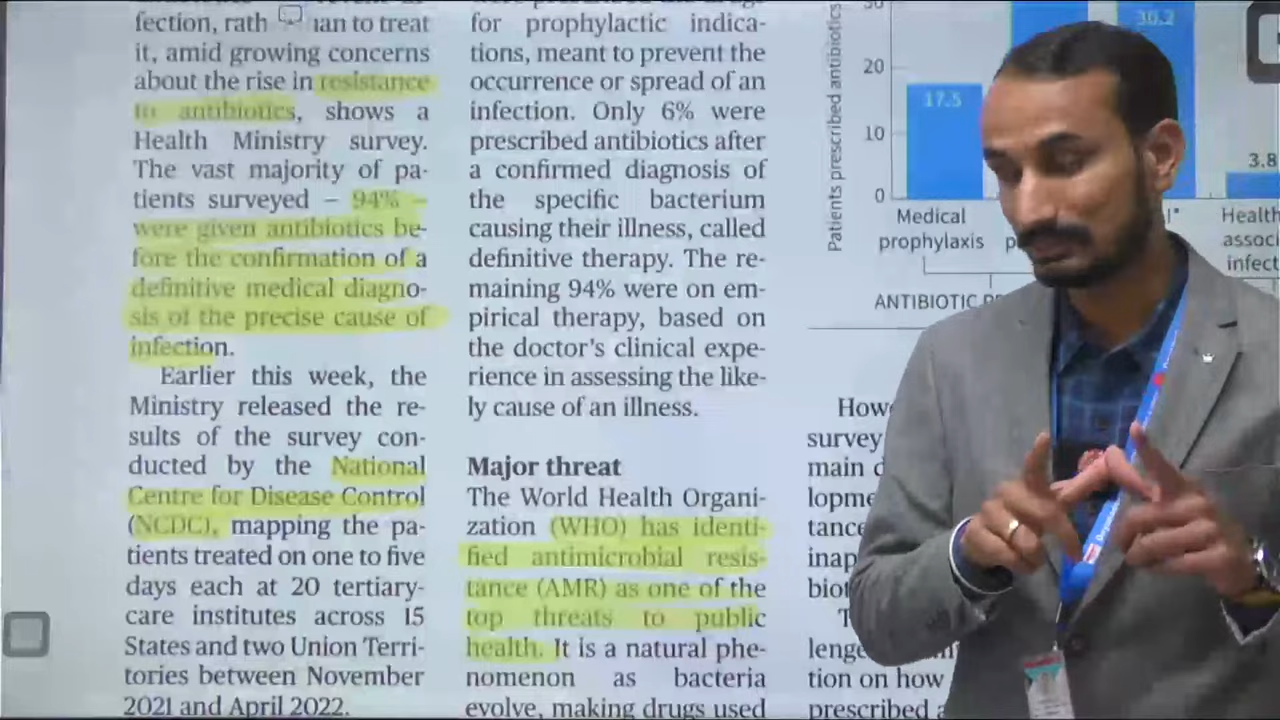 fection, rath
ian to treat
it, amid growing concerns
about the rise in resistance
to antibiotics, shows a
Health Ministry survey.
The vast majority of pa-
tients surveyed – 94% –
were given antibiotics be-
fore the confirmation of a
definitive medical diagno-
sis of the precise cause of
infection.
Earlier this week, the
Ministry released the re-
sults of the survey con-
ducted by the National
Centre for Disease Control
(NCDC), mapping the pa-
tients treated on one to five
days each at 20 tertiary-
care institutes across 15
States and two Union Terri-
tories between November
2021 and April 2022.
for prophylactic indica-
tions, meant to prevent the
occurrence or spread of an
infection. Only 6% were
prescribed antibiotics after
a confirmed diagnosis of
the specific bacterium
causing their illness, called
definitive therapy. The re-
maining 94% were on em-
pirical therapy, based on
the doctor's clinical expe-
rience in assessing the like-
ly cause of an illness.
Major threat
The World Health Organi-
zation (WHO) has identi-
fied antimicrobial resis-
tance (AMR) as one of the
top threats to public
health. It is a natural phe-
nomenon as bacteria
evolve, making drugs used
Patients prescribed antibiotics
30
20
10
0
17.5
30.2
3.8
Medical
prophylaxis
Health
assoc
infect
ANTIBIOTIC
How
survey
main d
lopme
tance
inap
biot
lenge
tion on how
prescribed a